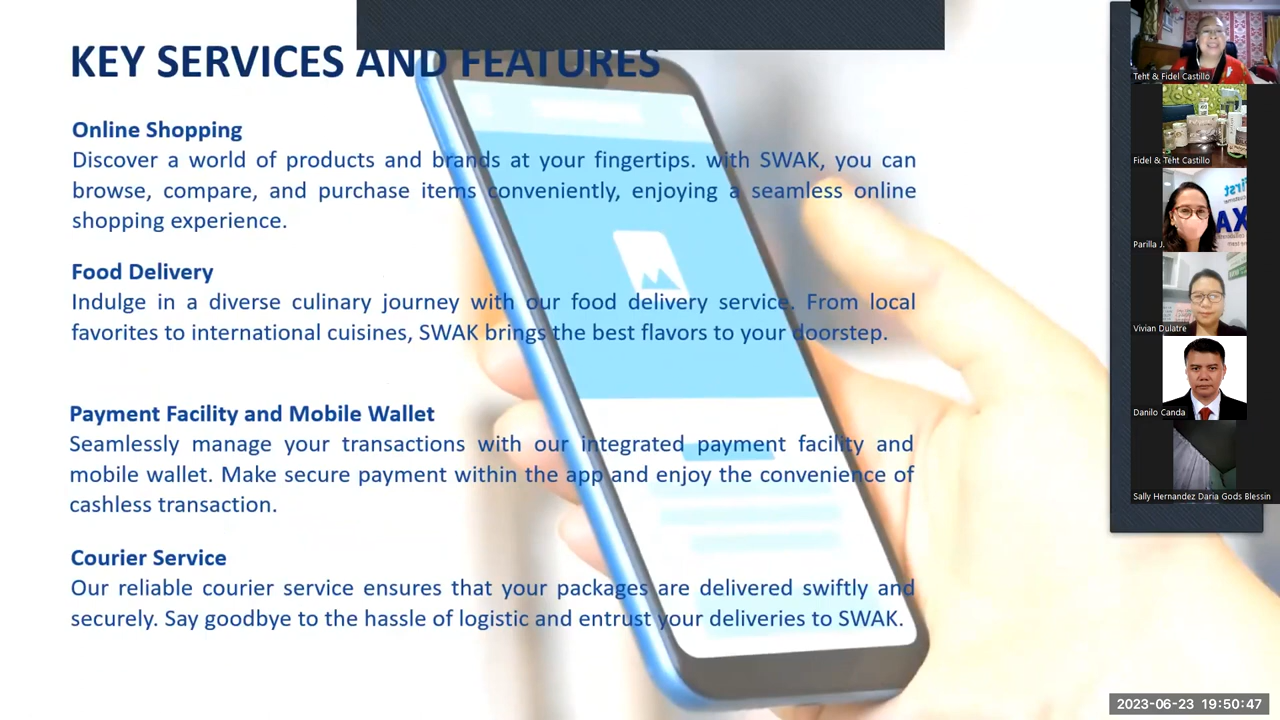 KEY SERVICES AND FEATURES
Online Shopping
Discover a world of products and brands at your fingertips. with SWAK, you can
browse, compare, and purchase items conveniently, enjoying a seamless online
shopping experience.
Food Delivery
Indulge in a diverse culinary journey with our food delivery service. From local
favorites to international cuisines, SWAK brings the best flavors to your doorstep.
Payment Facility and Mobile Wallet
Seamlessly manage your transactions with our integrated payment facility and
mobile wallet. Make secure payment within the app and enjoy the convenience of
cashless transaction.
Courier Service
Our reliable courier service ensures that your packages are delivered swiftly and
securely. Say goodbye to the hassle of logistic and entrust your deliveries to SWAK.
Teht & Fidel Castillo
Fidel & Teht Castillo
Parilla J.
Vivian Dulatre
Danilo Canda
Sally Hernandez Daria Gods Blessin
2023-06-23 19:50:47